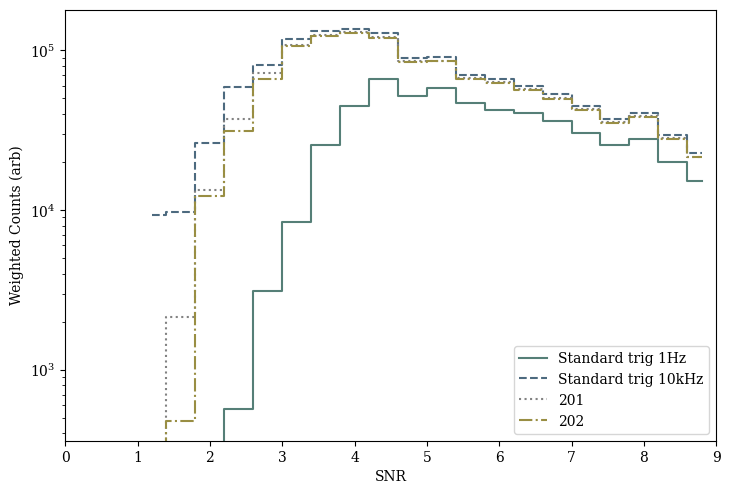 Weighted Counts (arb)
10^5
10^4
10^3
0 1 2 3 4 5 6 7 8 9
SNR
Standard trig 1Hz
Standard trig 10kHz
201
202